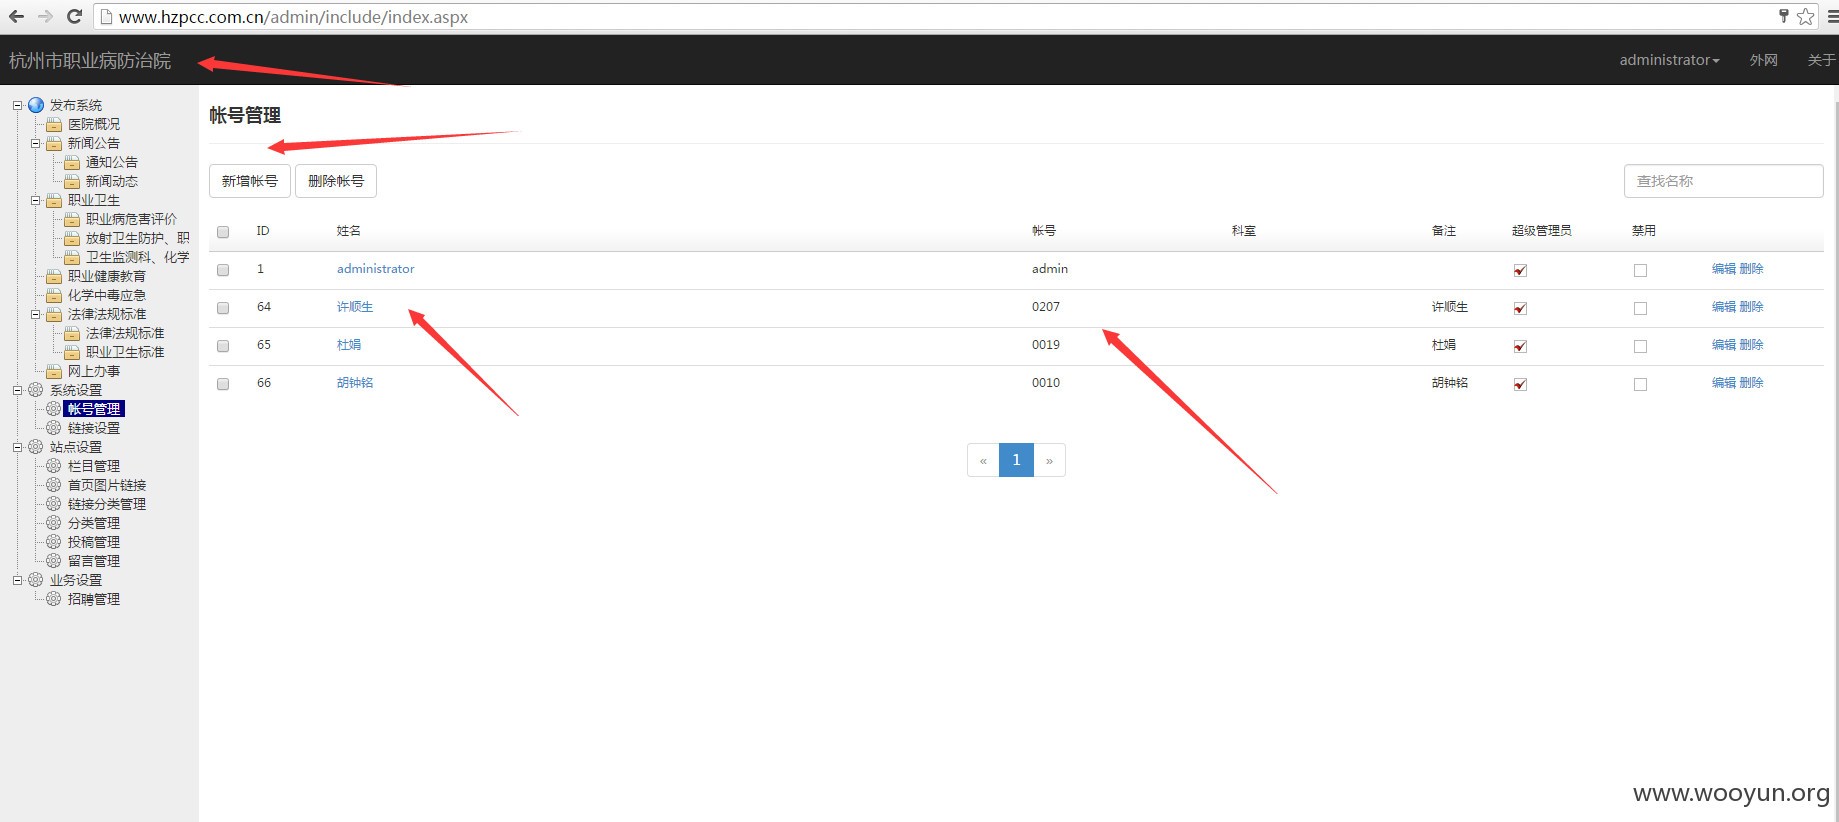 www.hzpcc.com.cn/admin/include/index.aspx
杭州市职业病防治院
administrator 外网 关于
发布系统
医院概况
新闻公告
通知公告
新闻动态
职业卫生
职业病危害评价
放射卫生防护、职
卫生监测科、化学
职业健康教育
化学中毒应急
法律法规标准
法律法规标准
职业卫生标准
网上办事
系统设置
帐号管理
链接设置
站点设置
栏目管理
首页图片链接
链接分类管理
分类管理
投稿管理
留言管理
业务设置
招聘管理
帐号管理
新增帐号 删除帐号 查找名称
ID 姓名 帐号 科室 备注 超级管理员 禁用
1 administrator admin 编辑 删除
64 许顺生 0207 许顺生 编辑 删除
65 杜娟 0019 杜娟 编辑 删除
66 胡钟铭 0010 胡钟铭 编辑 删除
« 1 »
www.wooyun.org